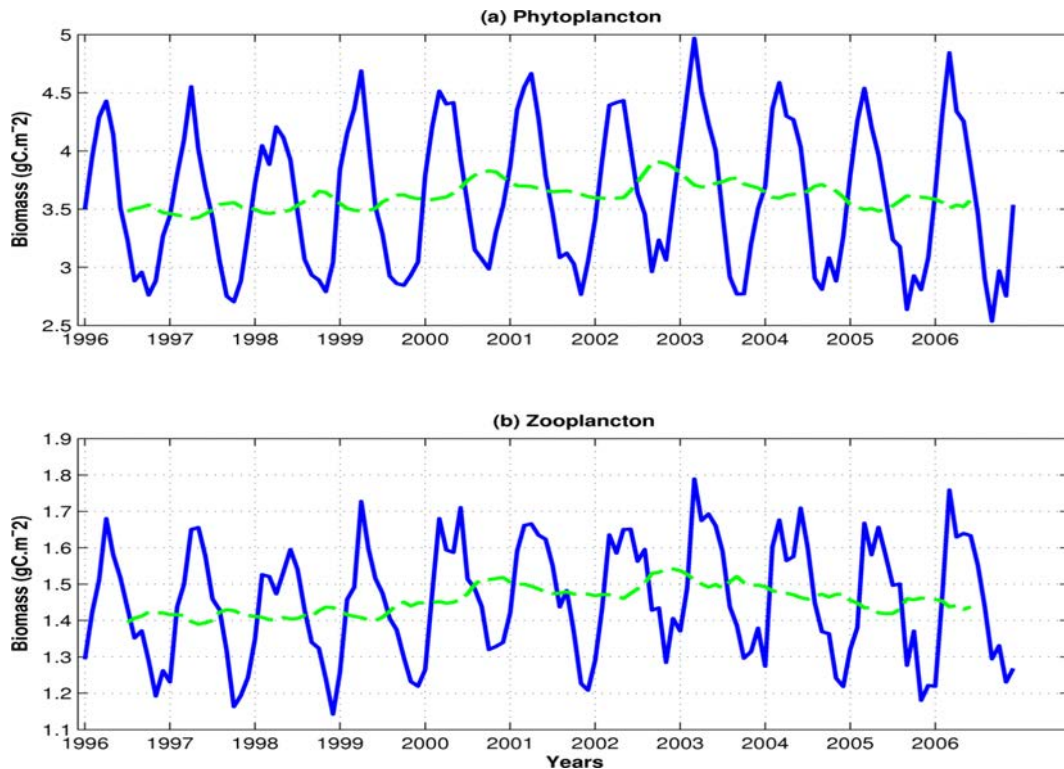 (a) Phytoplancton
5
4.5
4
3.5
3
2.5
Biomass (gC.m⁻2)
1996 1997 1998 1999 2000 2001 2002 2003 2004 2005 2006
(b) Zooplancton
1.9
1.8
1.7
1.6
1.5
1.4
1.3
1.2
1.1
Biomass (gC.m⁻2)
1996 1997 1998 1999 2000 2001 2002 2003 2004 2005 2006
Years